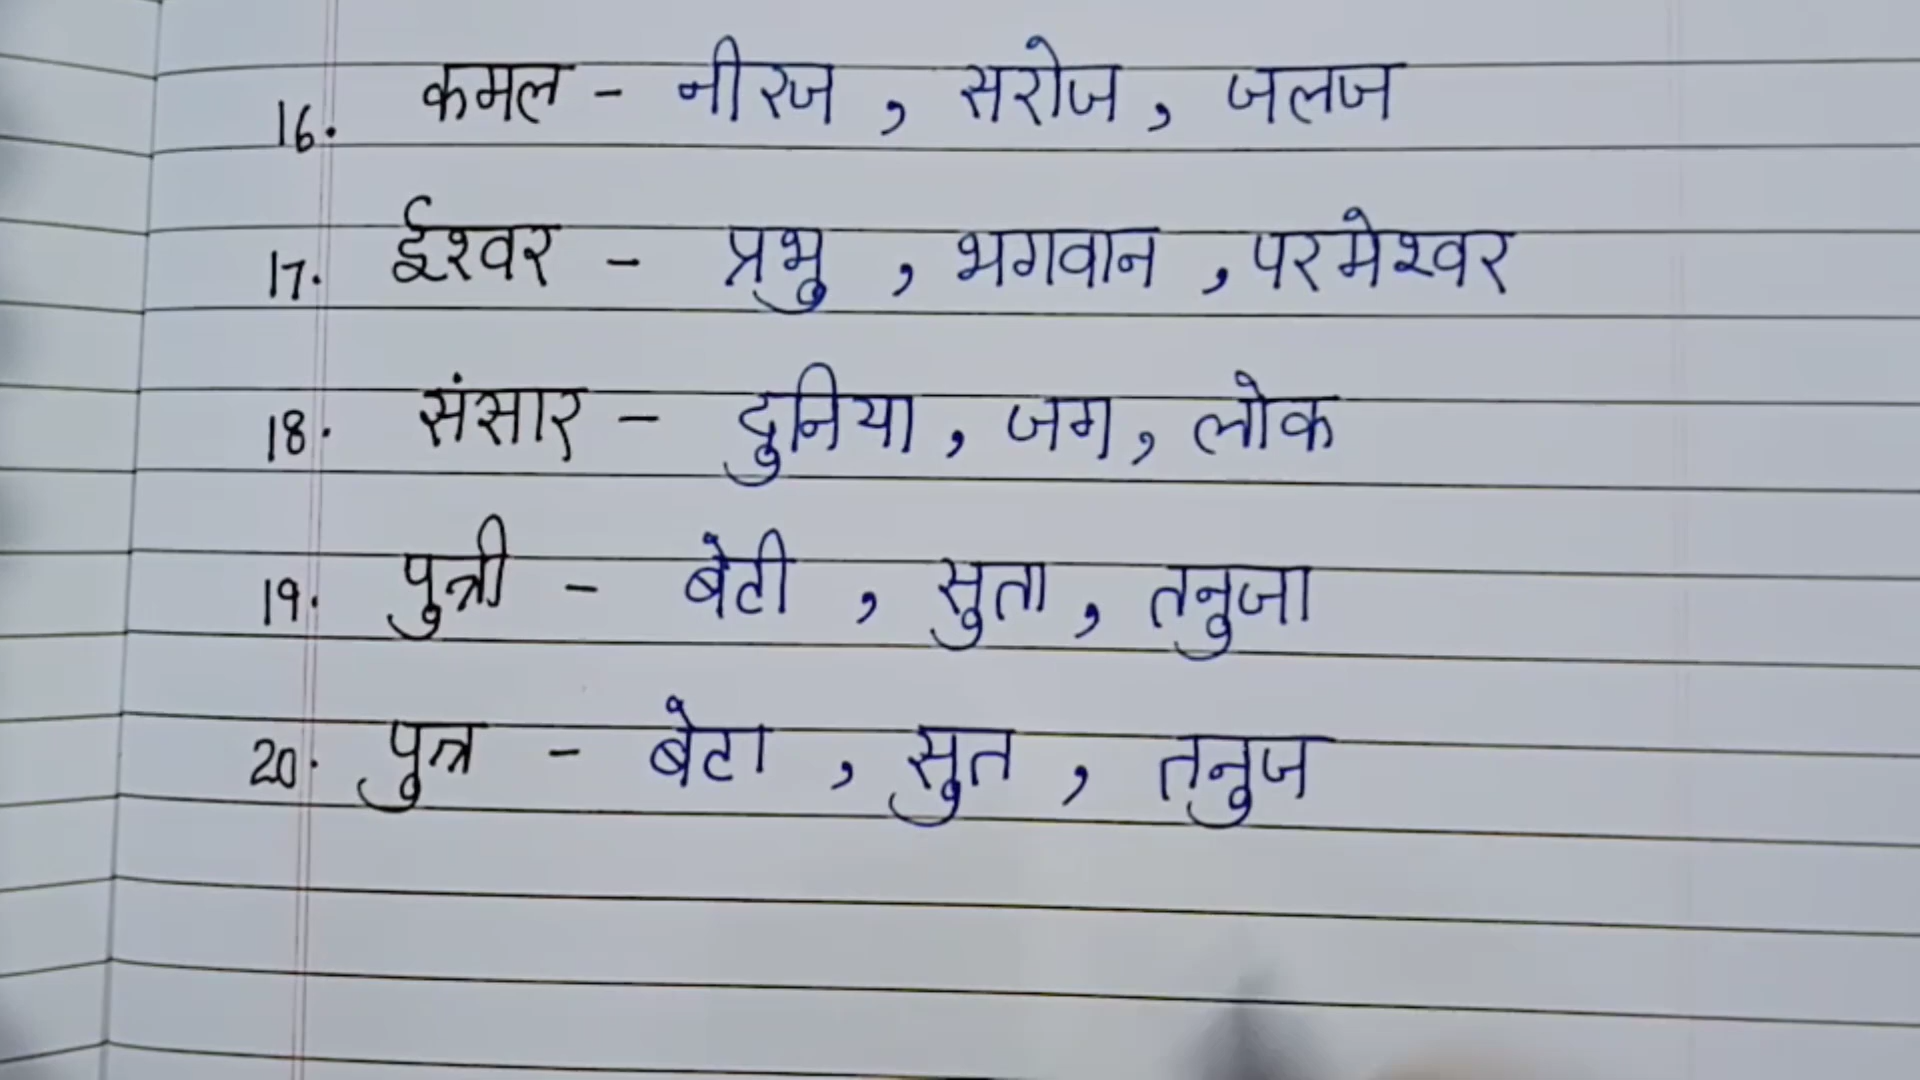 16. कमल - नीरज , सरोज , जलज
17. ईश्वर - प्रभु , भगवान , परमेश्वर
18. संसार - दुनिया , जग , लोक
19. पुत्री - बेटी , सुता , तनुजा
20. पुत्र - बेटा , सुत , तनुज